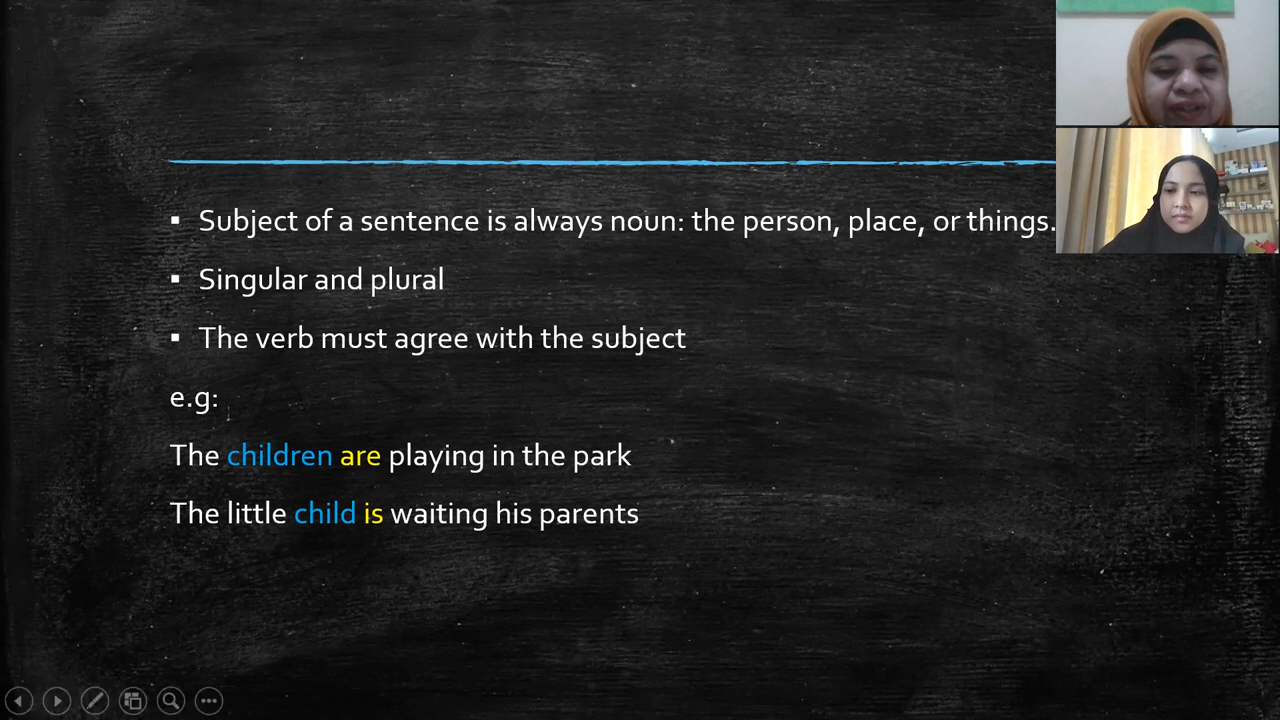 ▪ Subject of a sentence is always noun: the person, place, or things.
▪ Singular and plural
▪ The verb must agree with the subject
e.g:
The children are playing in the park
The little child is waiting his parents